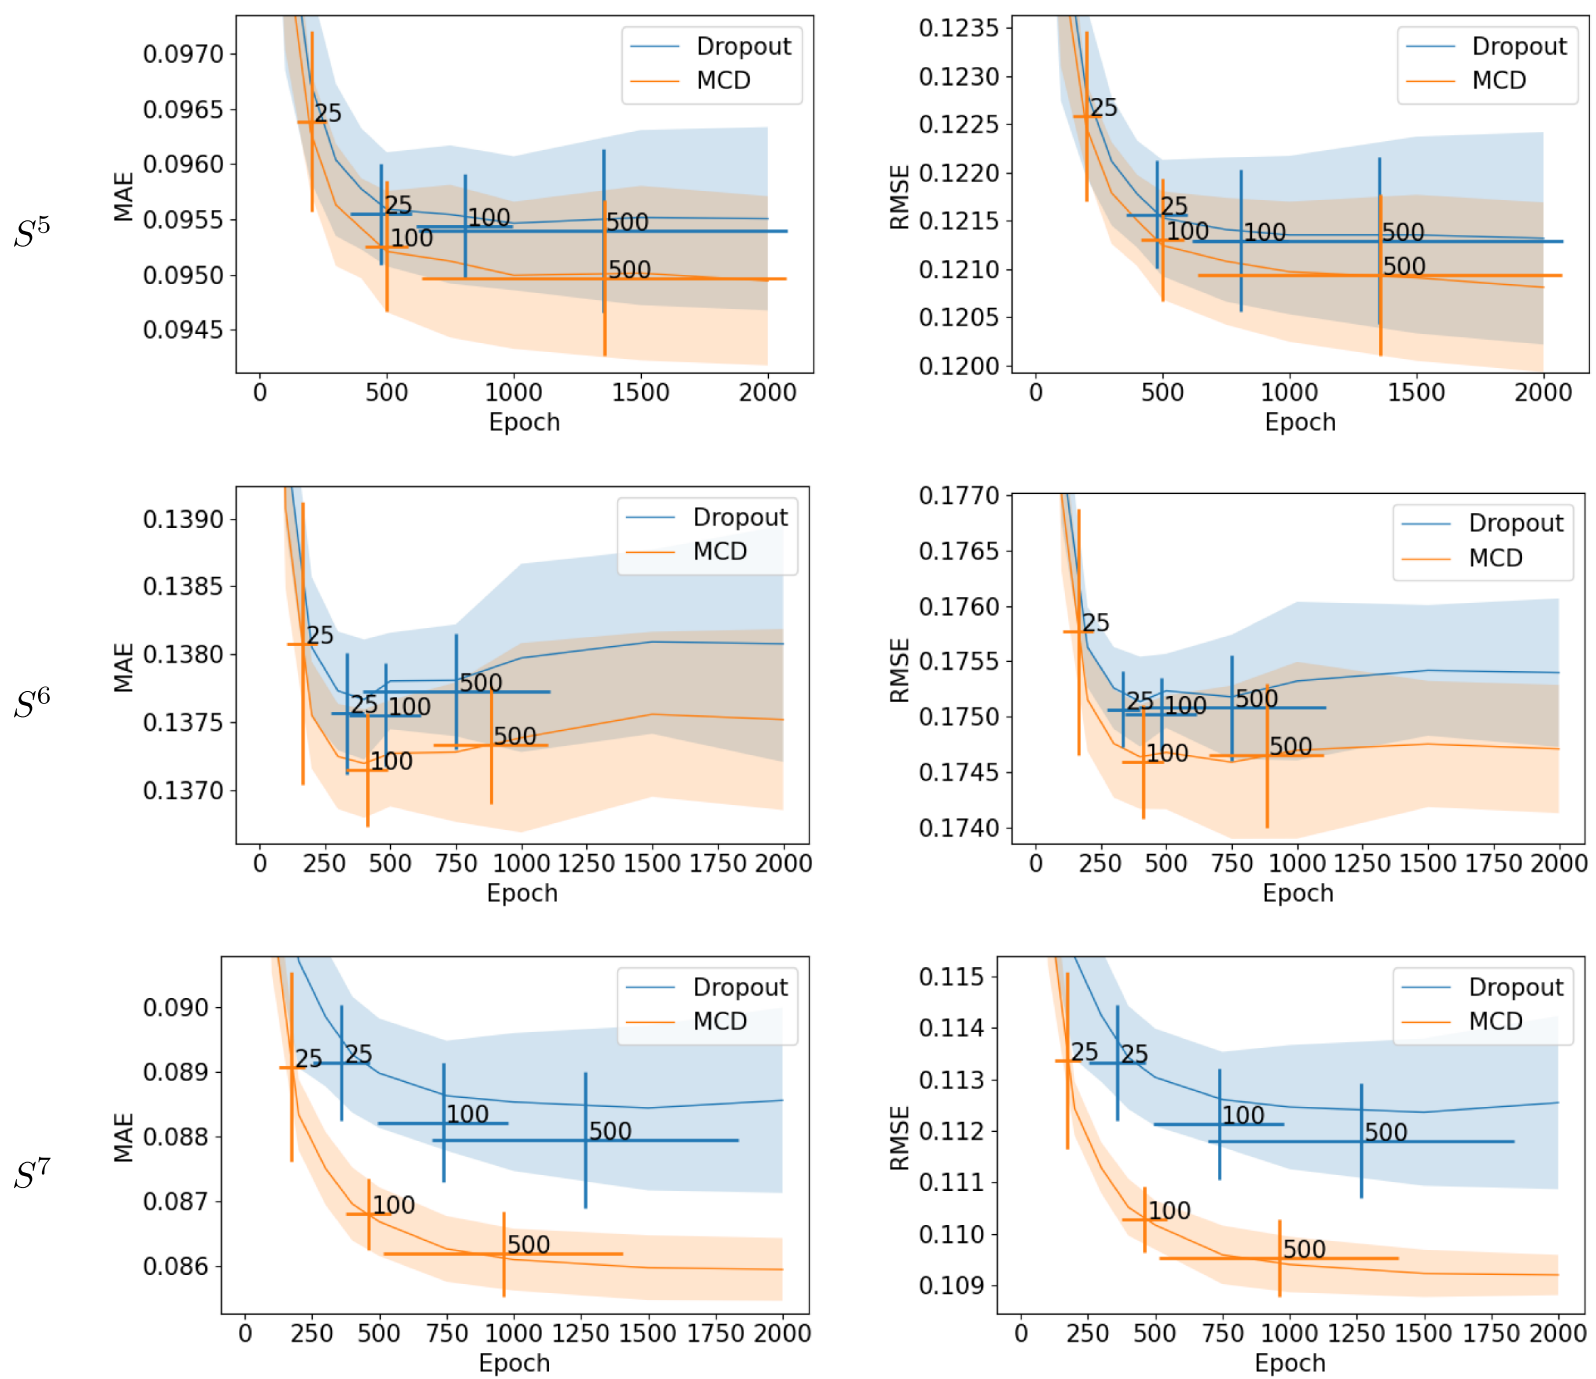 S^5
MAE
0.0970
0.0965
0.0960
0.0955
0.0950
0.0945
Dropout
MCD
25
25
100
100
500
500
0 500 1000 1500 2000
Epoch
RMSE
0.1235
0.1230
0.1225
0.1220
0.1215
0.1210
0.1205
0.1200
Dropout
MCD
25
25
100
100
500
500
0 500 1000 1500 2000
Epoch
S^6
MAE
0.1390
0.1385
0.1380
0.1375
0.1370
Dropout
MCD
25
25
100
500
100
500
0 250 500 750 1000 1250 1500 1750 2000
Epoch
RMSE
0.1770
0.1765
0.1760
0.1755
0.1750
0.1745
0.1740
Dropout
MCD
25
25
100
500
100
500
0 250 500 750 1000 1250 1500 1750 2000
Epoch
S^7
MAE
0.090
0.089
0.088
0.087
0.086
Dropout
MCD
25
25
100
500
100
500
0 250 500 750 1000 1250 1500 1750 2000
Epoch
RMSE
0.115
0.114
0.113
0.112
0.111
0.110
0.109
Dropout
MCD
25
25
100
500
100
500
0 250 500 750 1000 1250 1500 1750 2000
Epoch